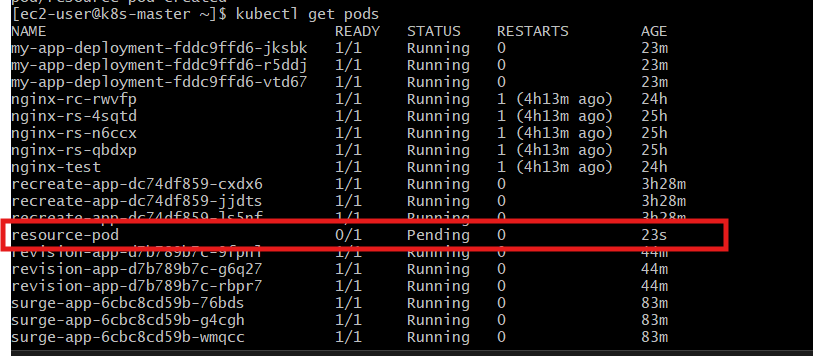 pod/resource-pod created
[ec2-user@k8s-master ~]$ kubectl get pods
NAME READY STATUS RESTARTS AGE
my-app-deployment-fddc9ffd6-jksbk 1/1 Running 0 23m
my-app-deployment-fddc9ffd6-r5ddj 1/1 Running 0 23m
my-app-deployment-fddc9ffd6-vtd67 1/1 Running 0 23m
nginx-rc-rwvfp 1/1 Running 1 (4h13m ago) 24h
nginx-rs-4sqtd 1/1 Running 1 (4h13m ago) 25h
nginx-rs-n6ccx 1/1 Running 1 (4h13m ago) 25h
nginx-rs-qbdxp 1/1 Running 1 (4h13m ago) 25h
nginx-test 1/1 Running 1 (4h13m ago) 24h
recreate-app-dc74df859-cxdx6 1/1 Running 0 3h28m
recreate-app-dc74df859-jjdts 1/1 Running 0 3h28m
recreate-app-dc74df859-ls5nf 1/1 Running 0 3h28m
resource-pod 0/1 Pending 0 23s
revision-app-d7b789b7c-9fphl 1/1 Running 0 44m
revision-app-d7b789b7c-g6q27 1/1 Running 0 44m
revision-app-d7b789b7c-rbpr7 1/1 Running 0 44m
surge-app-6cbc8cd59b-76bds 1/1 Running 0 83m
surge-app-6cbc8cd59b-g4cgh 1/1 Running 0 83m
surge-app-6cbc8cd59b-wmqcc 1/1 Running 0 83m